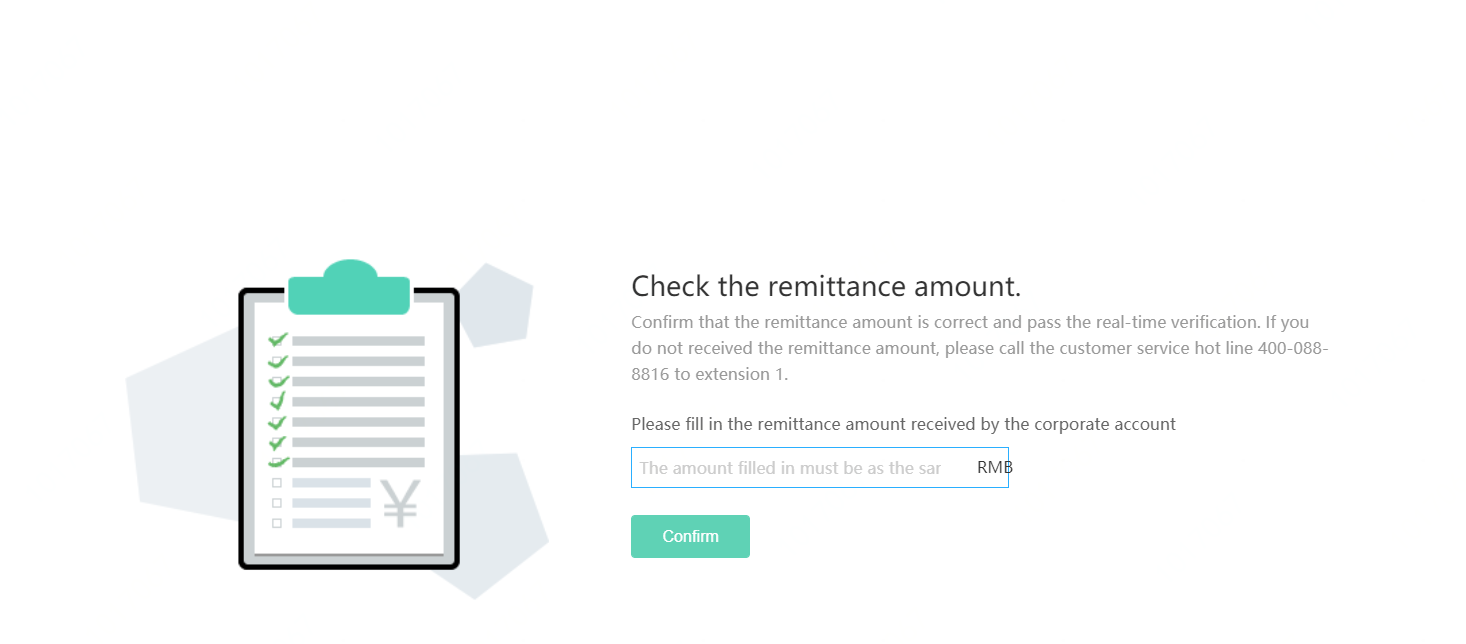 Check the remittance amount.
Confirm that the remittance amount is correct and pass the real-time verification. If you
do not received the remittance amount, please call the customer service hot line 400-088-
8816 to extension 1.
Please fill in the remittance amount received by the corporate account
The amount filled in must be as the sar RMB
Confirm
¥